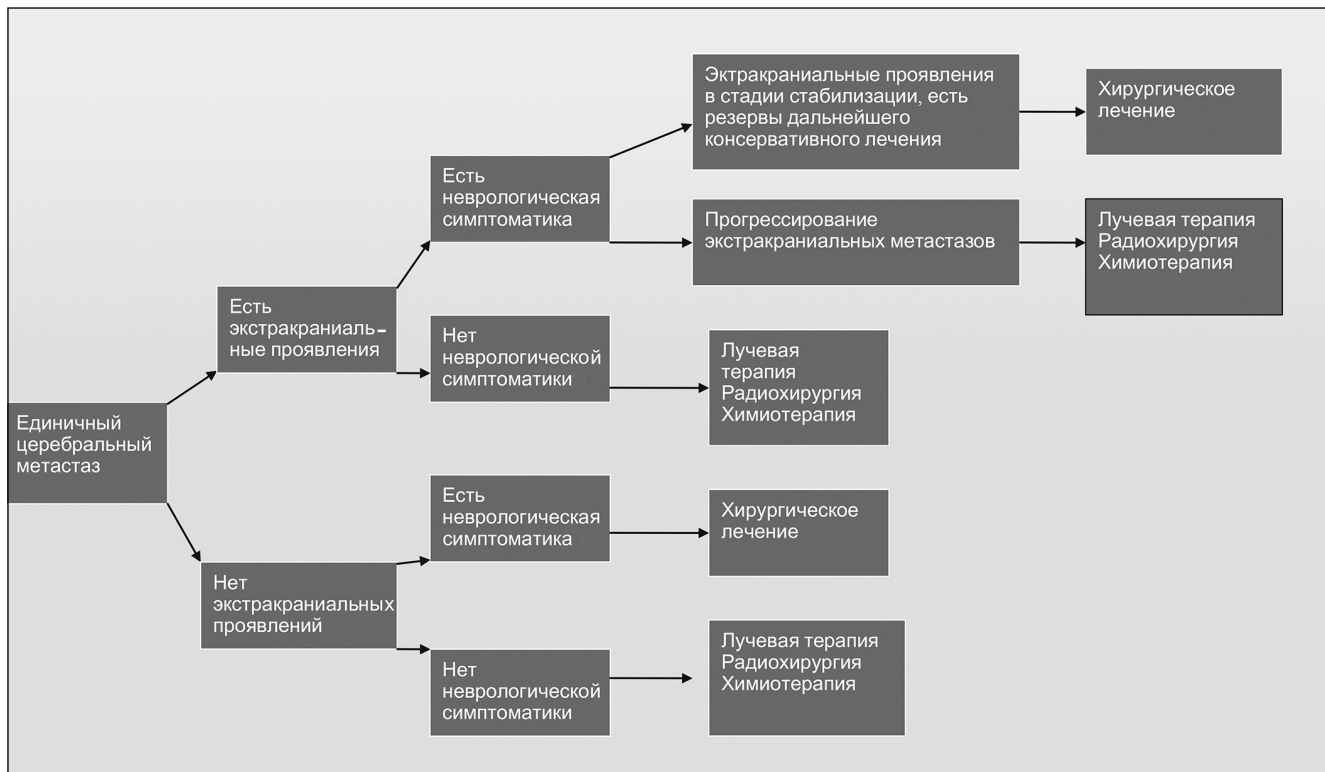 Эктракраниальные проявления
в стадии стабилизации, есть
резервы дальнейшего
консервативного лечения
Хирургическое
лечение
Есть
неврологическая
симптоматика
Прогрессирование
экстракраниальных метастазов
Лучевая терапия
Радиохирургия
Химиотерапия
Есть
экстракраниаль-
ные проявления
Нет
неврологической
симптоматики
Лучевая
терапия
Радиохирургия
Химиотерапия
Единичный
церебральный
метастаз
Есть
неврологическая
симптоматика
Хирургическое
лечение
Нет
экстракраниальных
проявлений
Нет
неврологической
симптоматики
Лучевая терапия
Радиохирургия
Химиотерапия